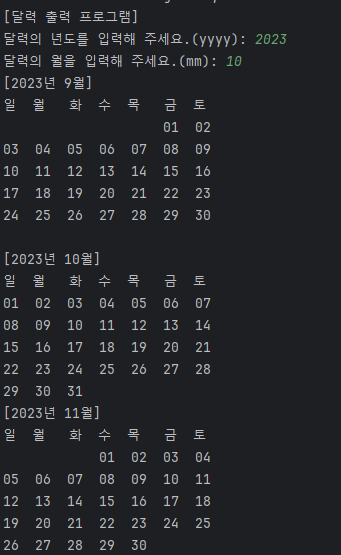 [달력 출력 프로그램]
달력의 년도를 입력해 주세요.(yyyy): 2023
달력의 월을 입력해 주세요.(mm): 10
[2023년 9월]
일 월 화 수 목 금 토
01 02
03 04 05 06 07 08 09
10 11 12 13 14 15 16
17 18 19 20 21 22 23
24 25 26 27 28 29 30
[2023년 10월]
일 월 화 수 목 금 토
01 02 03 04 05 06 07
08 09 10 11 12 13 14
15 16 17 18 19 20 21
22 23 24 25 26 27 28
29 30 31
[2023년 11월]
일 월 화 수 목 금 토
01 02 03 04
05 06 07 08 09 10 11
12 13 14 15 16 17 18
19 20 21 22 23 24 25
26 27 28 29 30